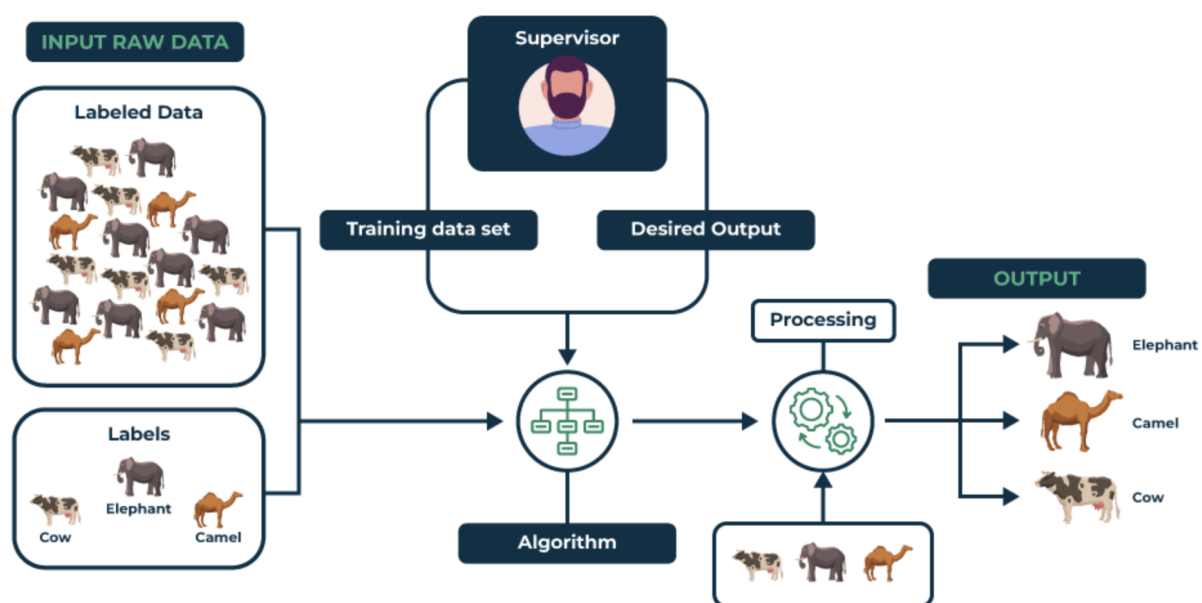 INPUT RAW DATA
Supervisor
Labeled Data
Training data set
Desired Output
OUTPUT
Processing
Elephant
Camel
Cow
Labels
Elephant
Cow
Camel
Algorithm